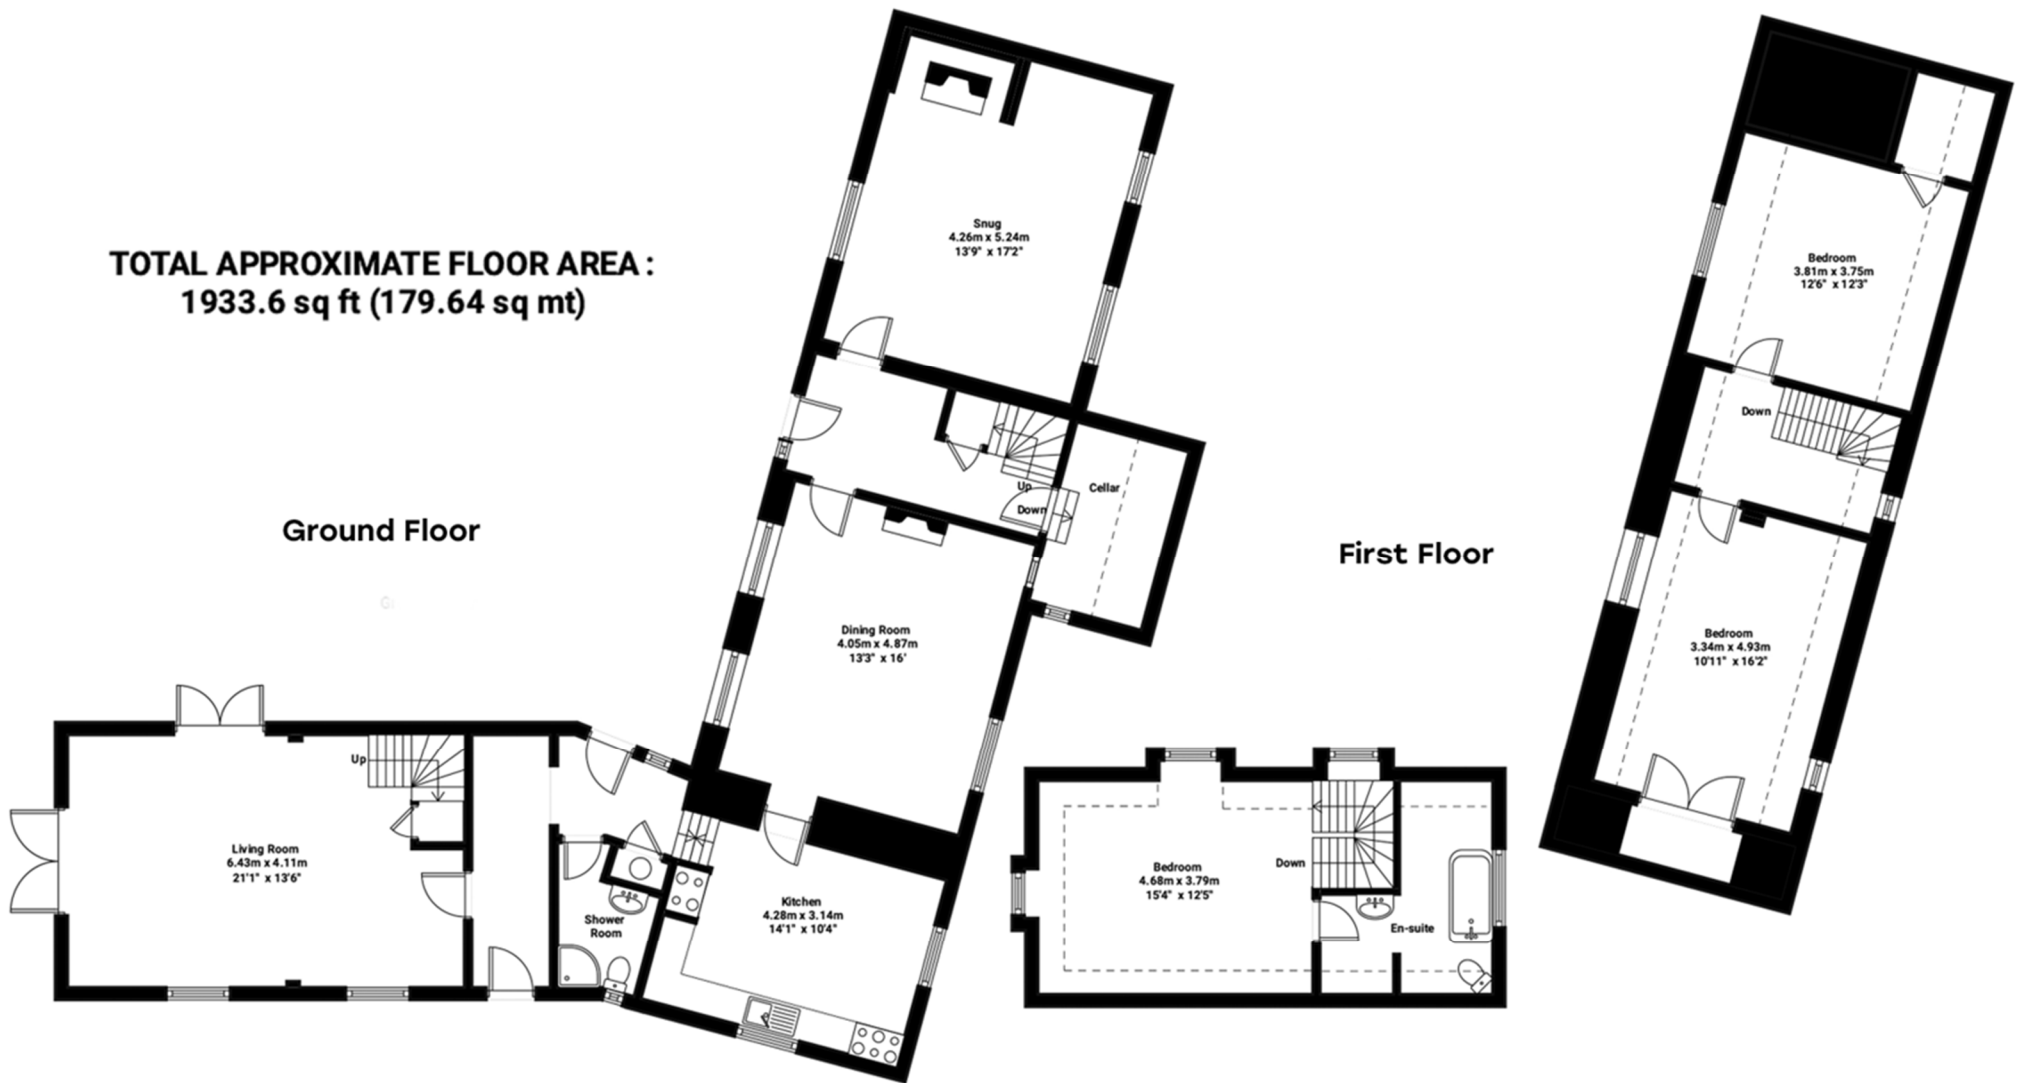 TOTAL APPROXIMATE FLOOR AREA :
1933.6 sq ft (179.64 sq mt)
Ground Floor
First Floor
Snug
4.26m x 5.24m
13'9" x 17'2"
Up
Down
Cellar
Dining Room
4.05m x 4.87m
13'3" x 16'
Up
Living Room
6.43m x 4.11m
21'1" x 13'6"
Shower
Room
Kitchen
4.28m x 3.14m
14'1" x 10'4"
Bedroom
3.81m x 3.75m
12'6" x 12'3"
Down
Bedroom
3.34m x 4.93m
10'11" x 16'2"
Bedroom
4.68m x 3.79m
15'4" x 12'5"
Down
En-suite